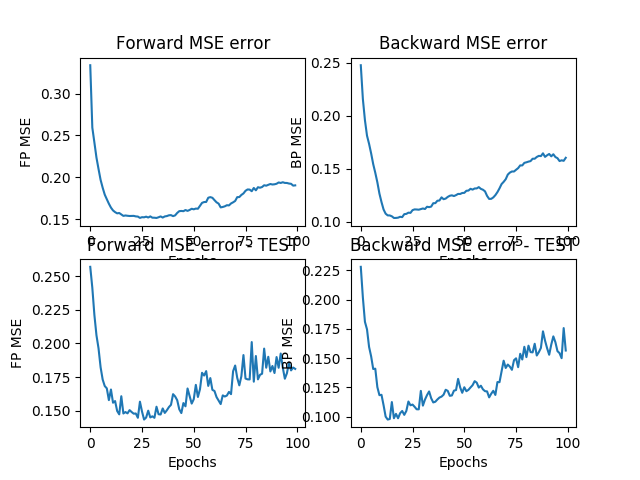 Forward MSE error
FP MSE
0.30
0.25
0.20
0.15
0 25 50 75 100
Epochs
Backward MSE error
BP MSE
0.25
0.20
0.15
0.10
0 25 50 75 100
Epochs
Forward MSE error - TEST
FP MSE
0.250
0.225
0.200
0.175
0.150
0 25 50 75 100
Epochs
Backward MSE error - TEST
BP MSE
0.225
0.200
0.175
0.150
0.125
0.100
0 25 50 75 100
Epochs